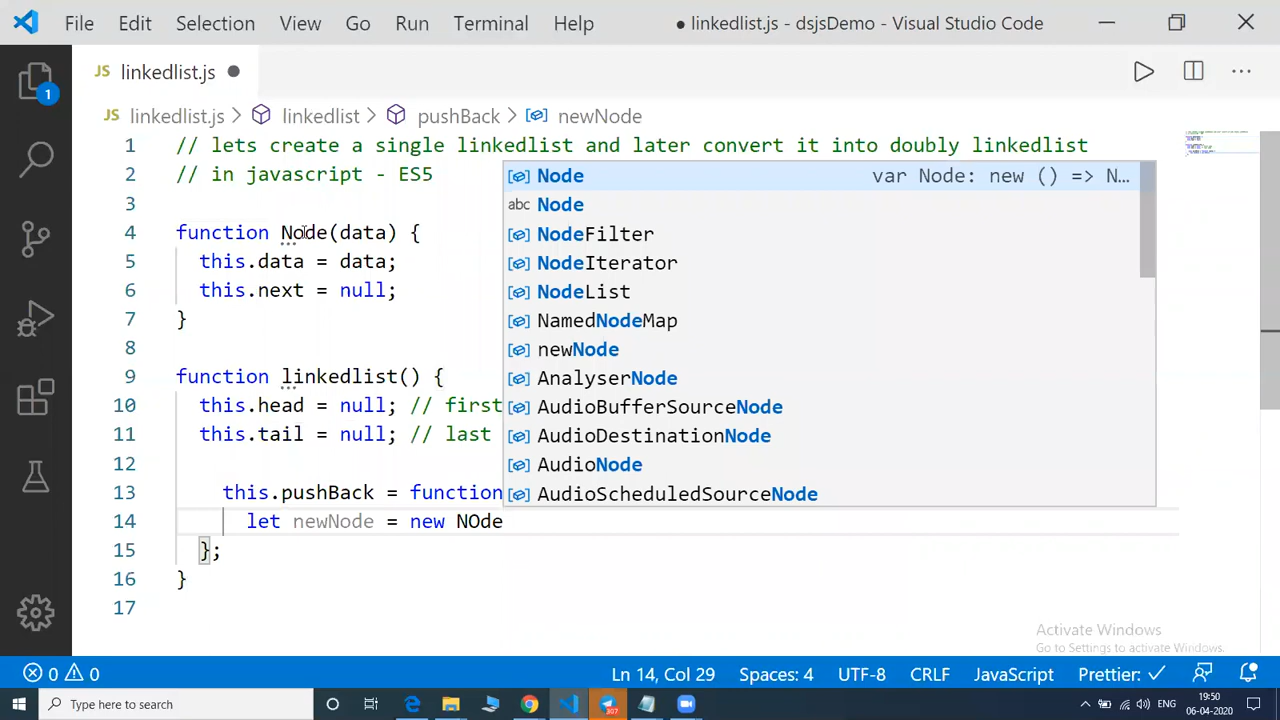 File Edit Selection View Go Run Terminal Help ● linkedlist.js - dsjsDemo - Visual Studio Code
JS linkedlist.js ●
JS linkedlist.js > linkedlist > pushBack > newNode
1 // lets create a single linkedlist and later convert it into doubly linkedlist
2 // in javascript - ES5
3
4 function Node(data) {
5 this.data = data;
6 this.next = null;
7 }
8
9 function linkedlist() {
10 this.head = null; // first
11 this.tail = null; // last
12
13 this.pushBack = function
14 let newNode = new NOde
15 };
16 }
17
Node var Node: new () => N...
abc Node
NodeFilter
NodeIterator
NodeList
NamedNodeMap
newNode
AnalyserNode
AudioBufferSourceNode
AudioDestinationNode
AudioNode
AudioScheduledSourceNode
1
Activate Windows
Go to Settings to activate Windows.
0 0 Ln 14, Col 29 Spaces: 4 UTF-8 CRLF JavaScript Prettier: ✓
Type here to search
ENG
19:50
06-04-2020